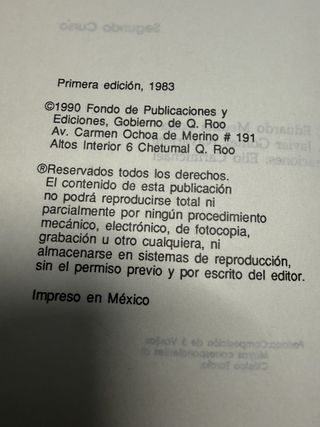 Primera edición, 1983
©1990 Fondo de Publicaciones y
Ediciones, Gobierno de Q. Roo
Av. Carmen Ochoa de Merino # 191
Altos Interior 6 Chetumal Q. Roo
®Reservados todos los derechos.
El contenido de esta publicación
no podrá reproducirse total ni
parcialmente por ningún procedimiento
mecánico, electrónico, de fotocopia,
grabación u otro cualquiera, ni
almacenarse en sistemas de reproducción,
sin el permiso previo y por escrito del editor.
Impreso en México